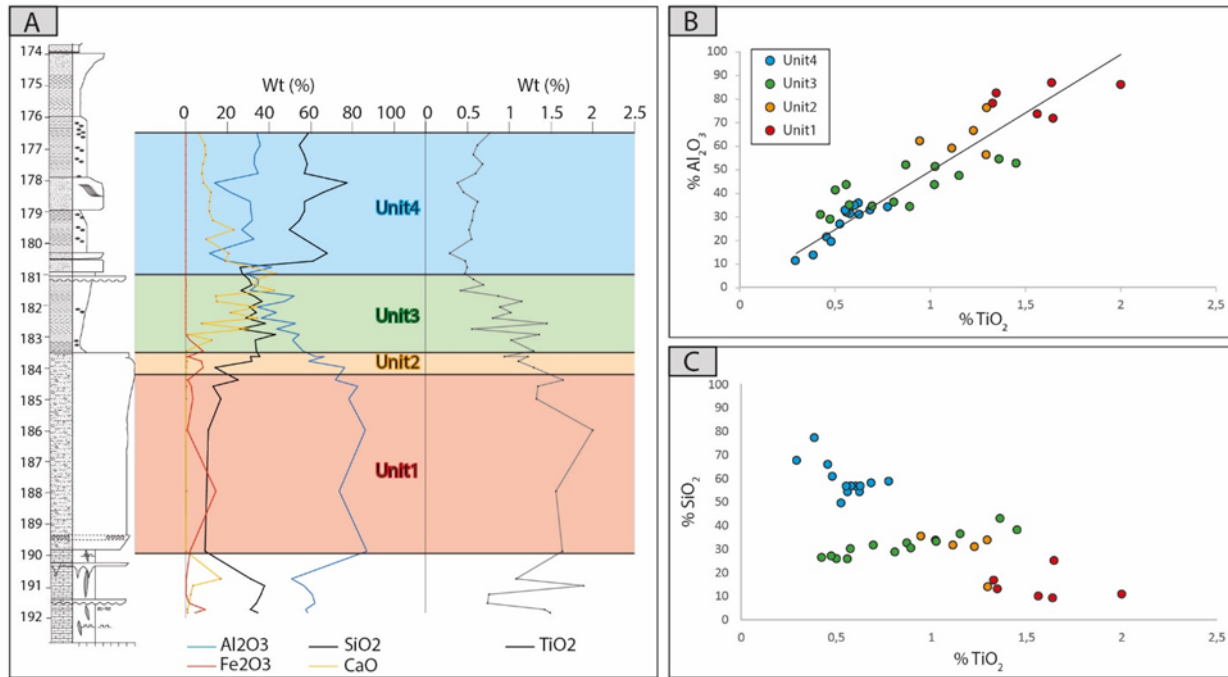 A
Wt (%)
Wt (%)
0 20 40 60 80 100 0 0.5 1 1.5 2 2.5
174
175
176
178
179
180
181
182
183
184
185
186
187
188
189
190
191
192
Unit4
Unit3
Unit2
Unit1
Al2O3
SiO2
TiO2
Fe2O3
CaO
B
% Al₂O₃
100
90
80
70
60
50
40
30
20
10
0
Unit4
Unit3
Unit2
Unit1
0 0,5 1 1,5 2 2,5
% TiO₂
C
% SiO₂
100
90
80
70
60
50
40
30
20
10
0
0 0,5 1 1,5 2 2,5
% TiO₂